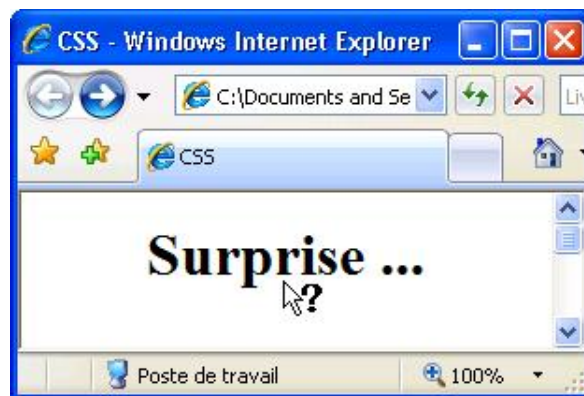 CSS - Windows Internet Explorer
C:\Documents and Se
Liv
CSS
Surprise ...
?
Poste de travail
100%